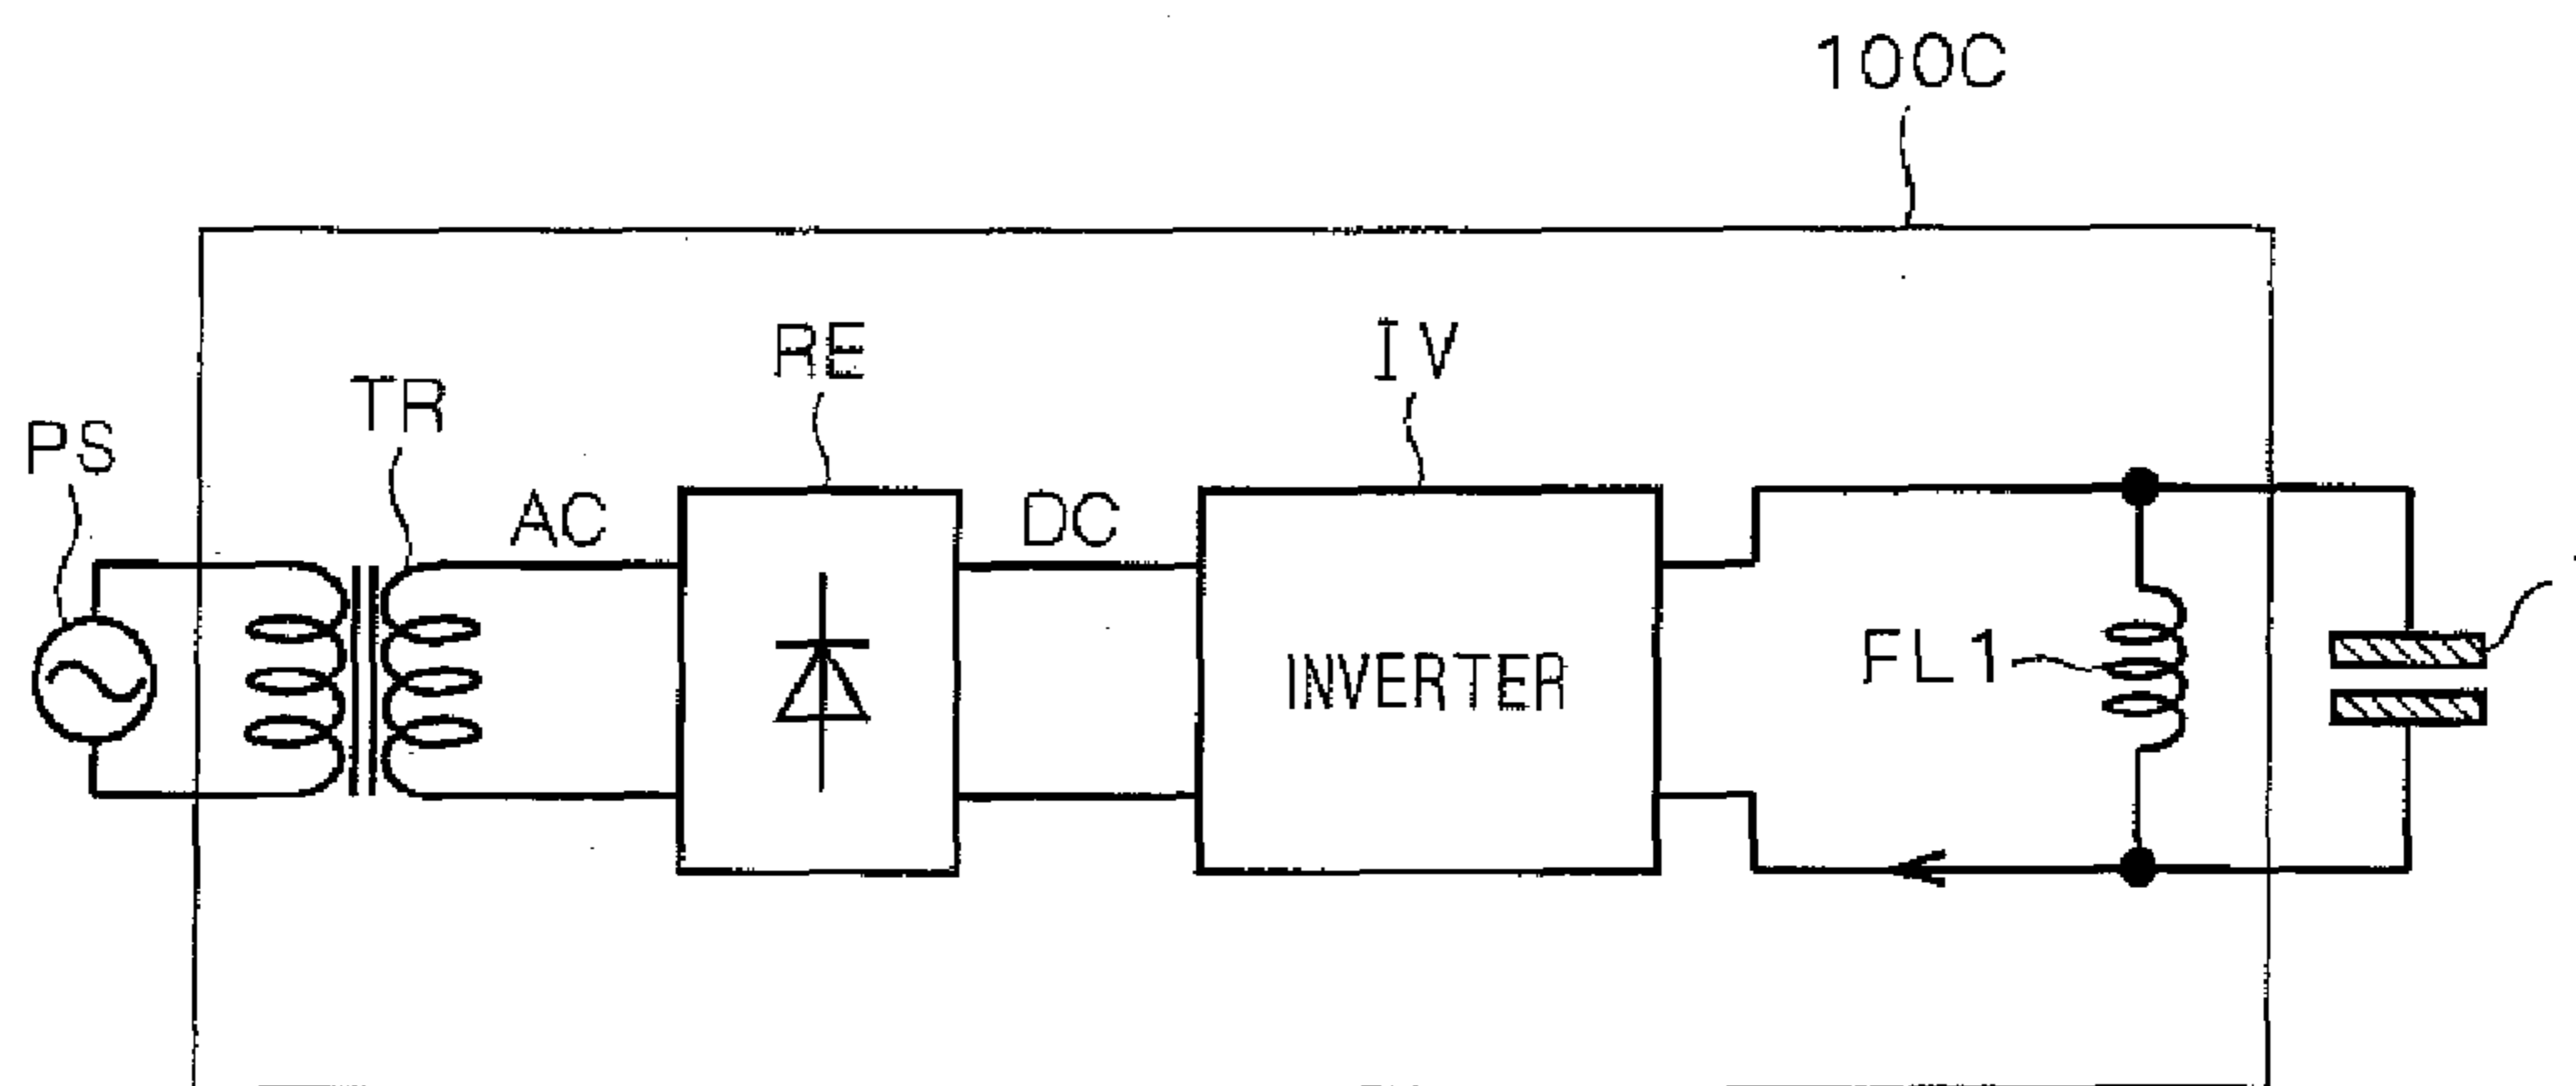 100C
RE
IV
TR
PS
AC
DC
INVERTER
FL1